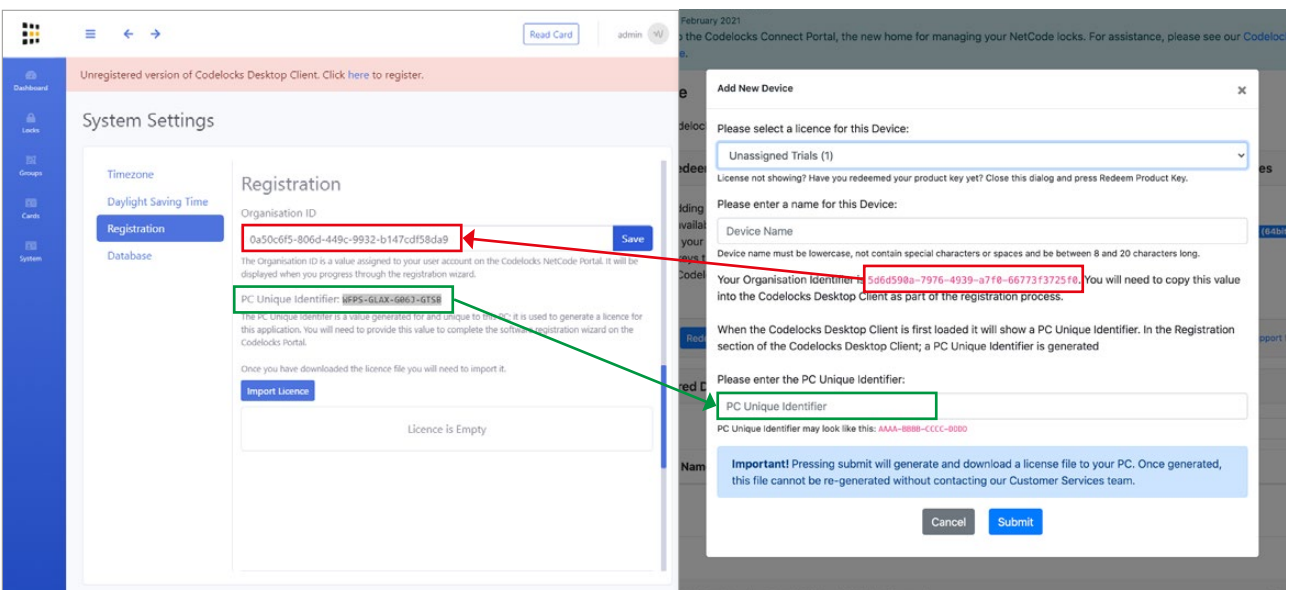 Read Card
admin
Unregistered version of Codelocks Desktop Client. Click here to register.
Dashboard
Locks
Groups
Cards
System
System Settings
Timezone
Daylight Saving Time
Registration
Database
Registration
Organisation ID
0a50c6f5-806d-449c-9932-b147cdf58da9
Save
The Organisation ID is a value assigned to your user account on the Codelocks NetCode Portal. It will be
displayed when you progress through the registration wizard.
PC Unique Identifier: WFPS-GLAX-G06J-GTSB
The PC Unique Identifer is a value generated for and unique to this PC; it is used to generate a licence for
this application. You will need to provide this value to complete the software registration wizard on the
Codelocks Portal.
Once you have downloaded the licence file you will need to import it.
Import Licence
Licence is Empty
February 2021
the Codelocks Connect Portal, the new home for managing your NetCode locks. For assistance, please see our
Add New Device
Please select a licence for this Device:
Unassigned Trials (1)
License not showing? Have you redeemed your product key yet? Close this dialog and press Redeem Product Key.
Please enter a name for this Device:
Device Name
Device name must be lowercase, not contain special characters or spaces and be between 8 and 20 characters long.
Your Organisation Identifier is 5d6d590a-7976-4939-a7f0-66773f3725f0. You will need to copy this value
into the Codelocks Desktop Client as part of the registration process.
When the Codelocks Desktop Client is first loaded it will show a PC Unique Identifier. In the Registration
section of the Codelocks Desktop Client; a PC Unique Identifier is generated
Please enter the PC Unique Identifier:
PC Unique Identifier
PC Unique Identifier may look like this: AAAA-BBBB-CCCC-DDDD
Important! Pressing submit will generate and download a license file to your PC. Once generated,
this file cannot be re-generated without contacting our Customer Services team.
Cancel
Submit